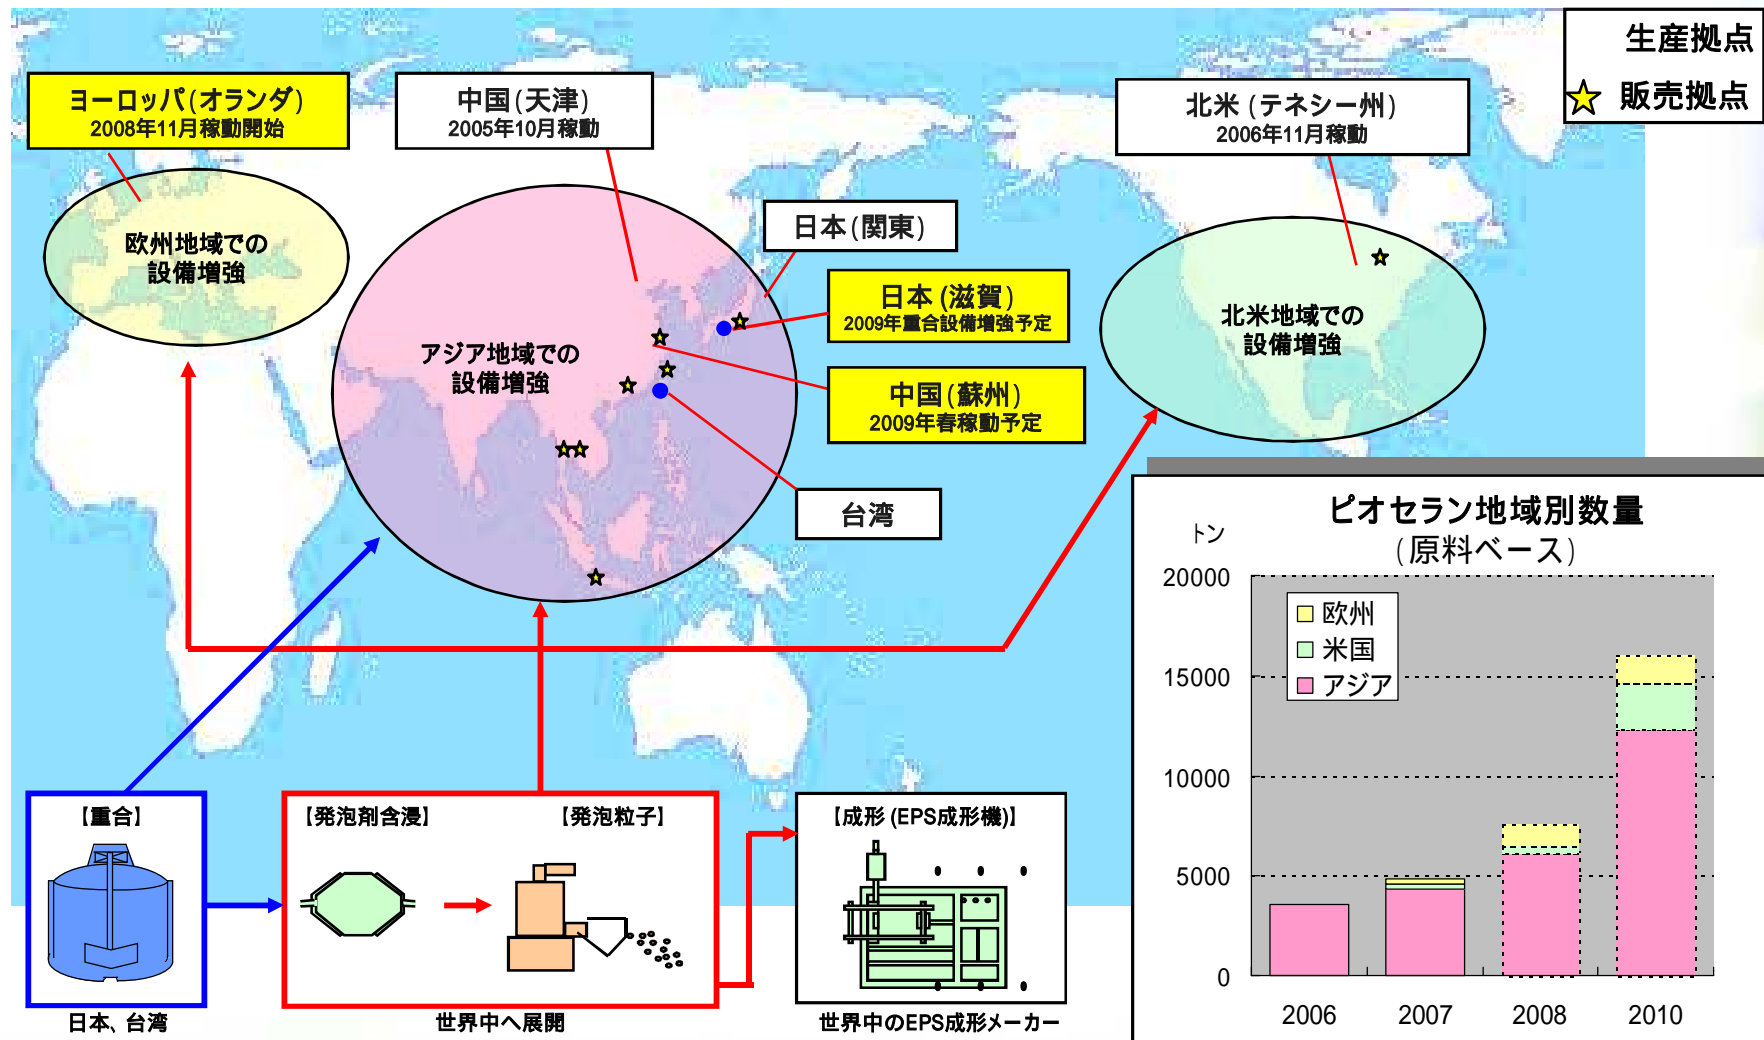 生産拠点
販売拠点
ヨーロッパ(オランダ)
2008年11月稼動開始
中国(天津)
2005年10月稼動
北米(テネシー州)
2006年11月稼動
日本(関東)
欧州地域での
設備増強
日本(滋賀)
2009年重合設備増強予定
アジア地域での
設備増強
北米地域での
設備増強
中国(蘇州)
2009年春稼動予定
台湾
ピオセラン地域別数量
(原料ベース)
トン
20000
15000
10000
5000
0
欧州
米国
アジア
2006
2007
2008
2010
【重合】
日本、台湾
【発泡剤含浸】
【発泡粒子】
世界中へ展開
【成形(EPS成形機)】
世界中のEPS成形メーカー